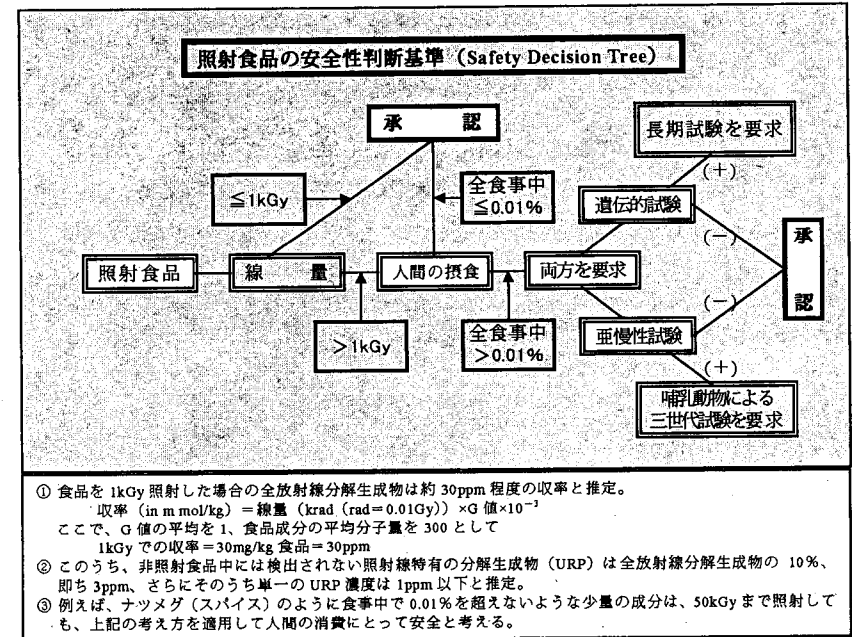 照射食品の安全性判断基準（Safety Decision Tree）
承　認
長期試験を要求
(+)
≦1kGy
全食事中
≦0.01%
遺伝的試験
(−)
承
認
照射食品
線　量
人間の摂食
両方を要求
(−)
＞1kGy
全食事中
＞0.01%
亜慢性試験
(+)
哺乳動物による
三世代試験を要求
① 食品を 1kGy 照射した場合の全放射線分解生成物は約 30ppm 程度の収率と推定。
収率（in m mol/kg）＝線量（krad（rad＝0.01Gy））×G 値×10⁻³
ここで、G 値の平均を 1、食品成分の平均分子量を 300 として
1kGy での収率＝30mg/kg 食品＝30ppm
② このうち、非照射食品中には検出されない照射線特有の分解生成物（URP）は全放射線分解生成物の 10%、
即ち 3ppm、さらにそのうち単一の URP 濃度は 1ppm 以下と推定。
③ 例えば、ナツメグ（スパイス）のように食事中で 0.01％を超えないような少量の成分は、50kGy まで照射して
も、上記の考え方を適用して人間の消費にとって安全と考える。